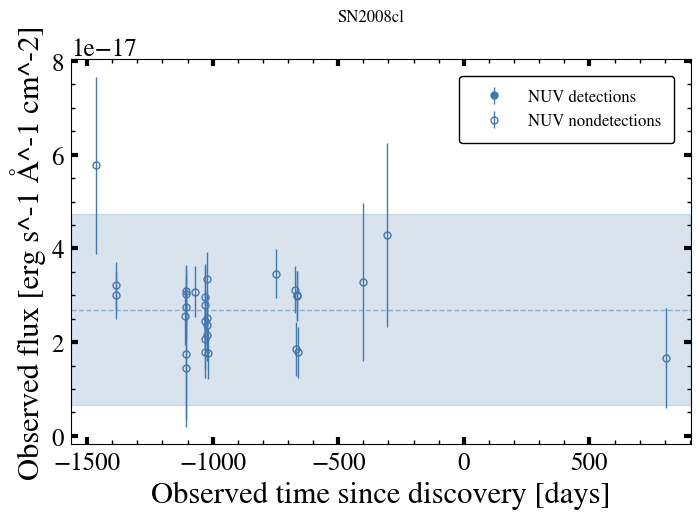 SN2008cl
1e−17
NUV detections
NUV nondetections
8
6
4
2
0
Observed flux [erg s^-1 Å^-1 cm^-2]
−1500 −1000 −500 0 500
Observed time since discovery [days]